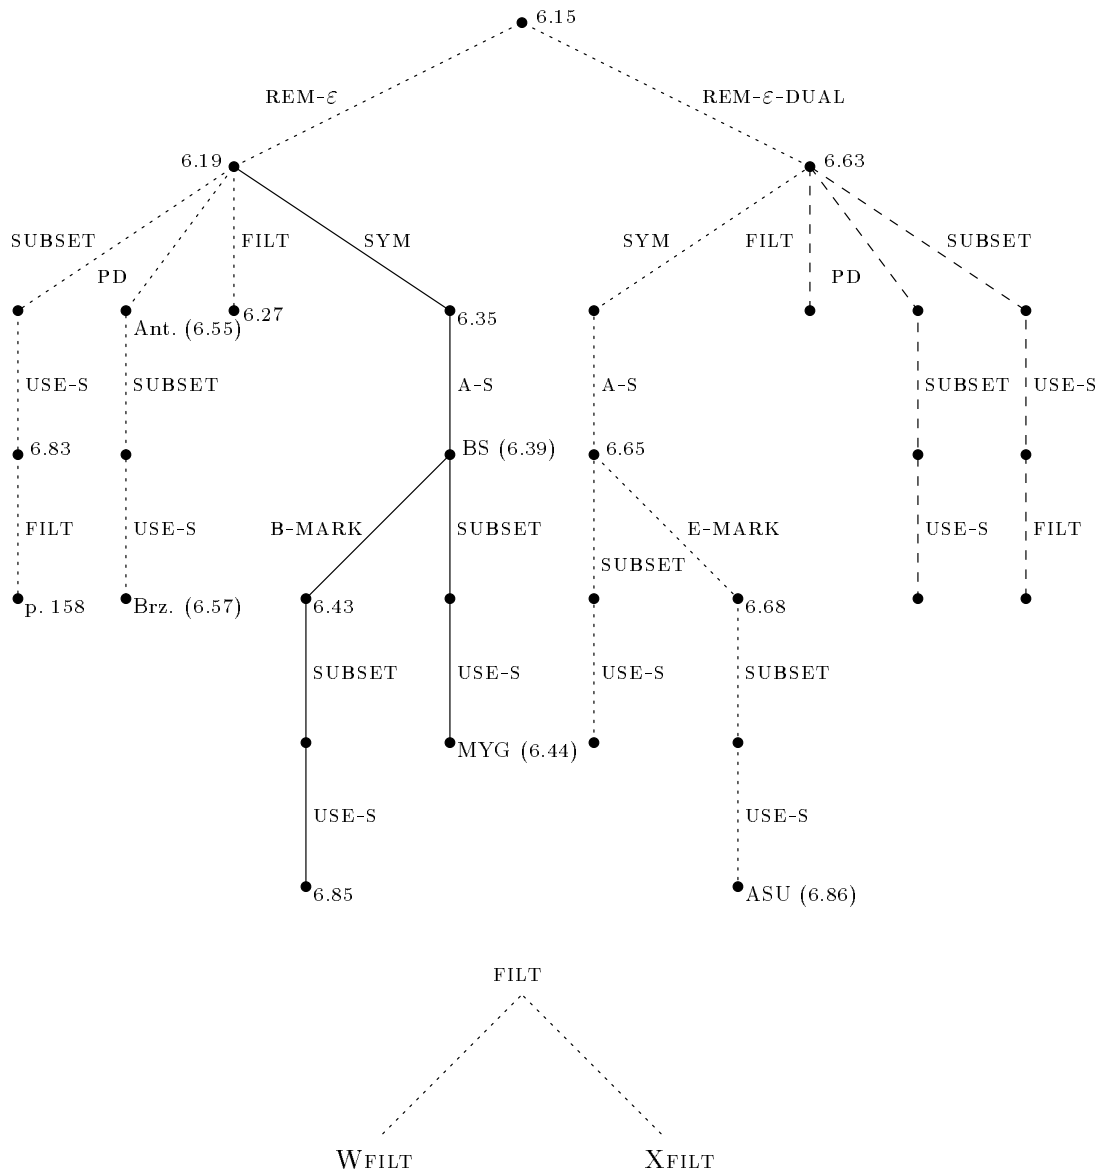 6.15
REM-ε REM-ε-DUAL
6.19 6.63
SUBSET FILT SYM SYM FILT SUBSET
PD PD
Ant. (6.55) 6.27 6.35
USE-S SUBSET A-S A-S SUBSET USE-S
6.83 BS (6.39) 6.65
FILT USE-S B-MARK SUBSET E-MARK USE-S FILT
SUBSET
p. 158 Brz. (6.57) 6.43 6.68
SUBSET USE-S USE-S SUBSET
MYG (6.44)
USE-S USE-S
6.85 ASU (6.86)
FILT
WFILT XFILT